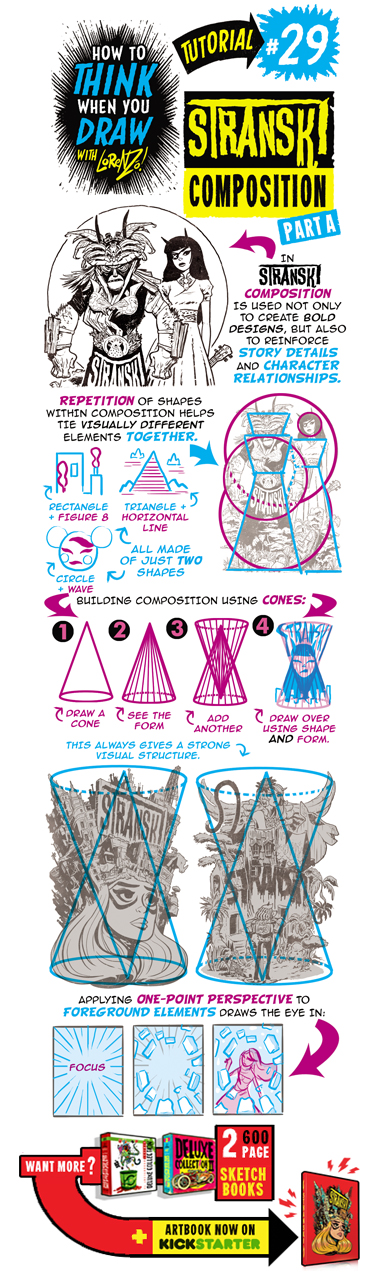 HOW TO
THINK
WHEN YOU
DRAW
WITH LORENZO!
TUTORIAL
#29
STRANSKI
COMPOSITION
PART A
STRANSKI
IN
STRANSKI
COMPOSITION
IS USED NOT ONLY
TO CREATE BOLD
DESIGNS, BUT ALSO
TO REINFORCE
STORY DETAILS
AND CHARACTER
RELATIONSHIPS.
REPETITION OF SHAPES
WITHIN COMPOSITION HELPS
TIE VISUALLY DIFFERENT
ELEMENTS TOGETHER.
STRANSKI
RECTANGLE
+ FIGURE 8
TRIANGLE +
HORIZONTAL
LINE
CIRCLE
+ WAVE
ALL MADE
OF JUST TWO
SHAPES
BUILDING COMPOSITION USING CONES:
1
2
3
4
STRANSKI
DRAW A
CONE
SEE THE
FORM
ADD
ANOTHER
DRAW OVER
USING SHAPE
AND FORM.
THIS ALWAYS GIVES A STRONG
VISUAL STRUCTURE.
STRANSKI
STRANSKI
APPLYING ONE-POINT PERSPECTIVE TO
FOREGROUND ELEMENTS DRAWS THE EYE IN:
FOCUS
WANT MORE?
DELUXE
COLLECTION II
2 600
PAGE
SKETCH
BOOKS
+ ARTBOOK NOW ON
KICKSTARTER
STRANSKI